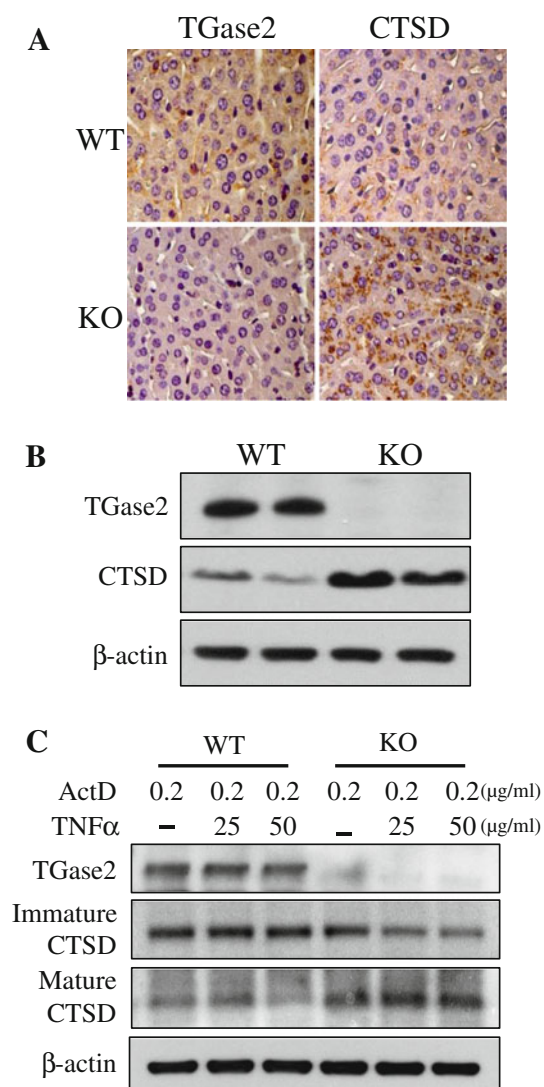 A
TGase2 CTSD
WT
KO
B
WT KO
TGase2
CTSD
β-actin
C
WT KO
ActD 0.2 0.2 0.2 0.2 0.2 0.2 (μg/ml)
TNFα – 25 50 – 25 50 (μg/ml)
TGase2
Immature
CTSD
Mature
CTSD
β-actin